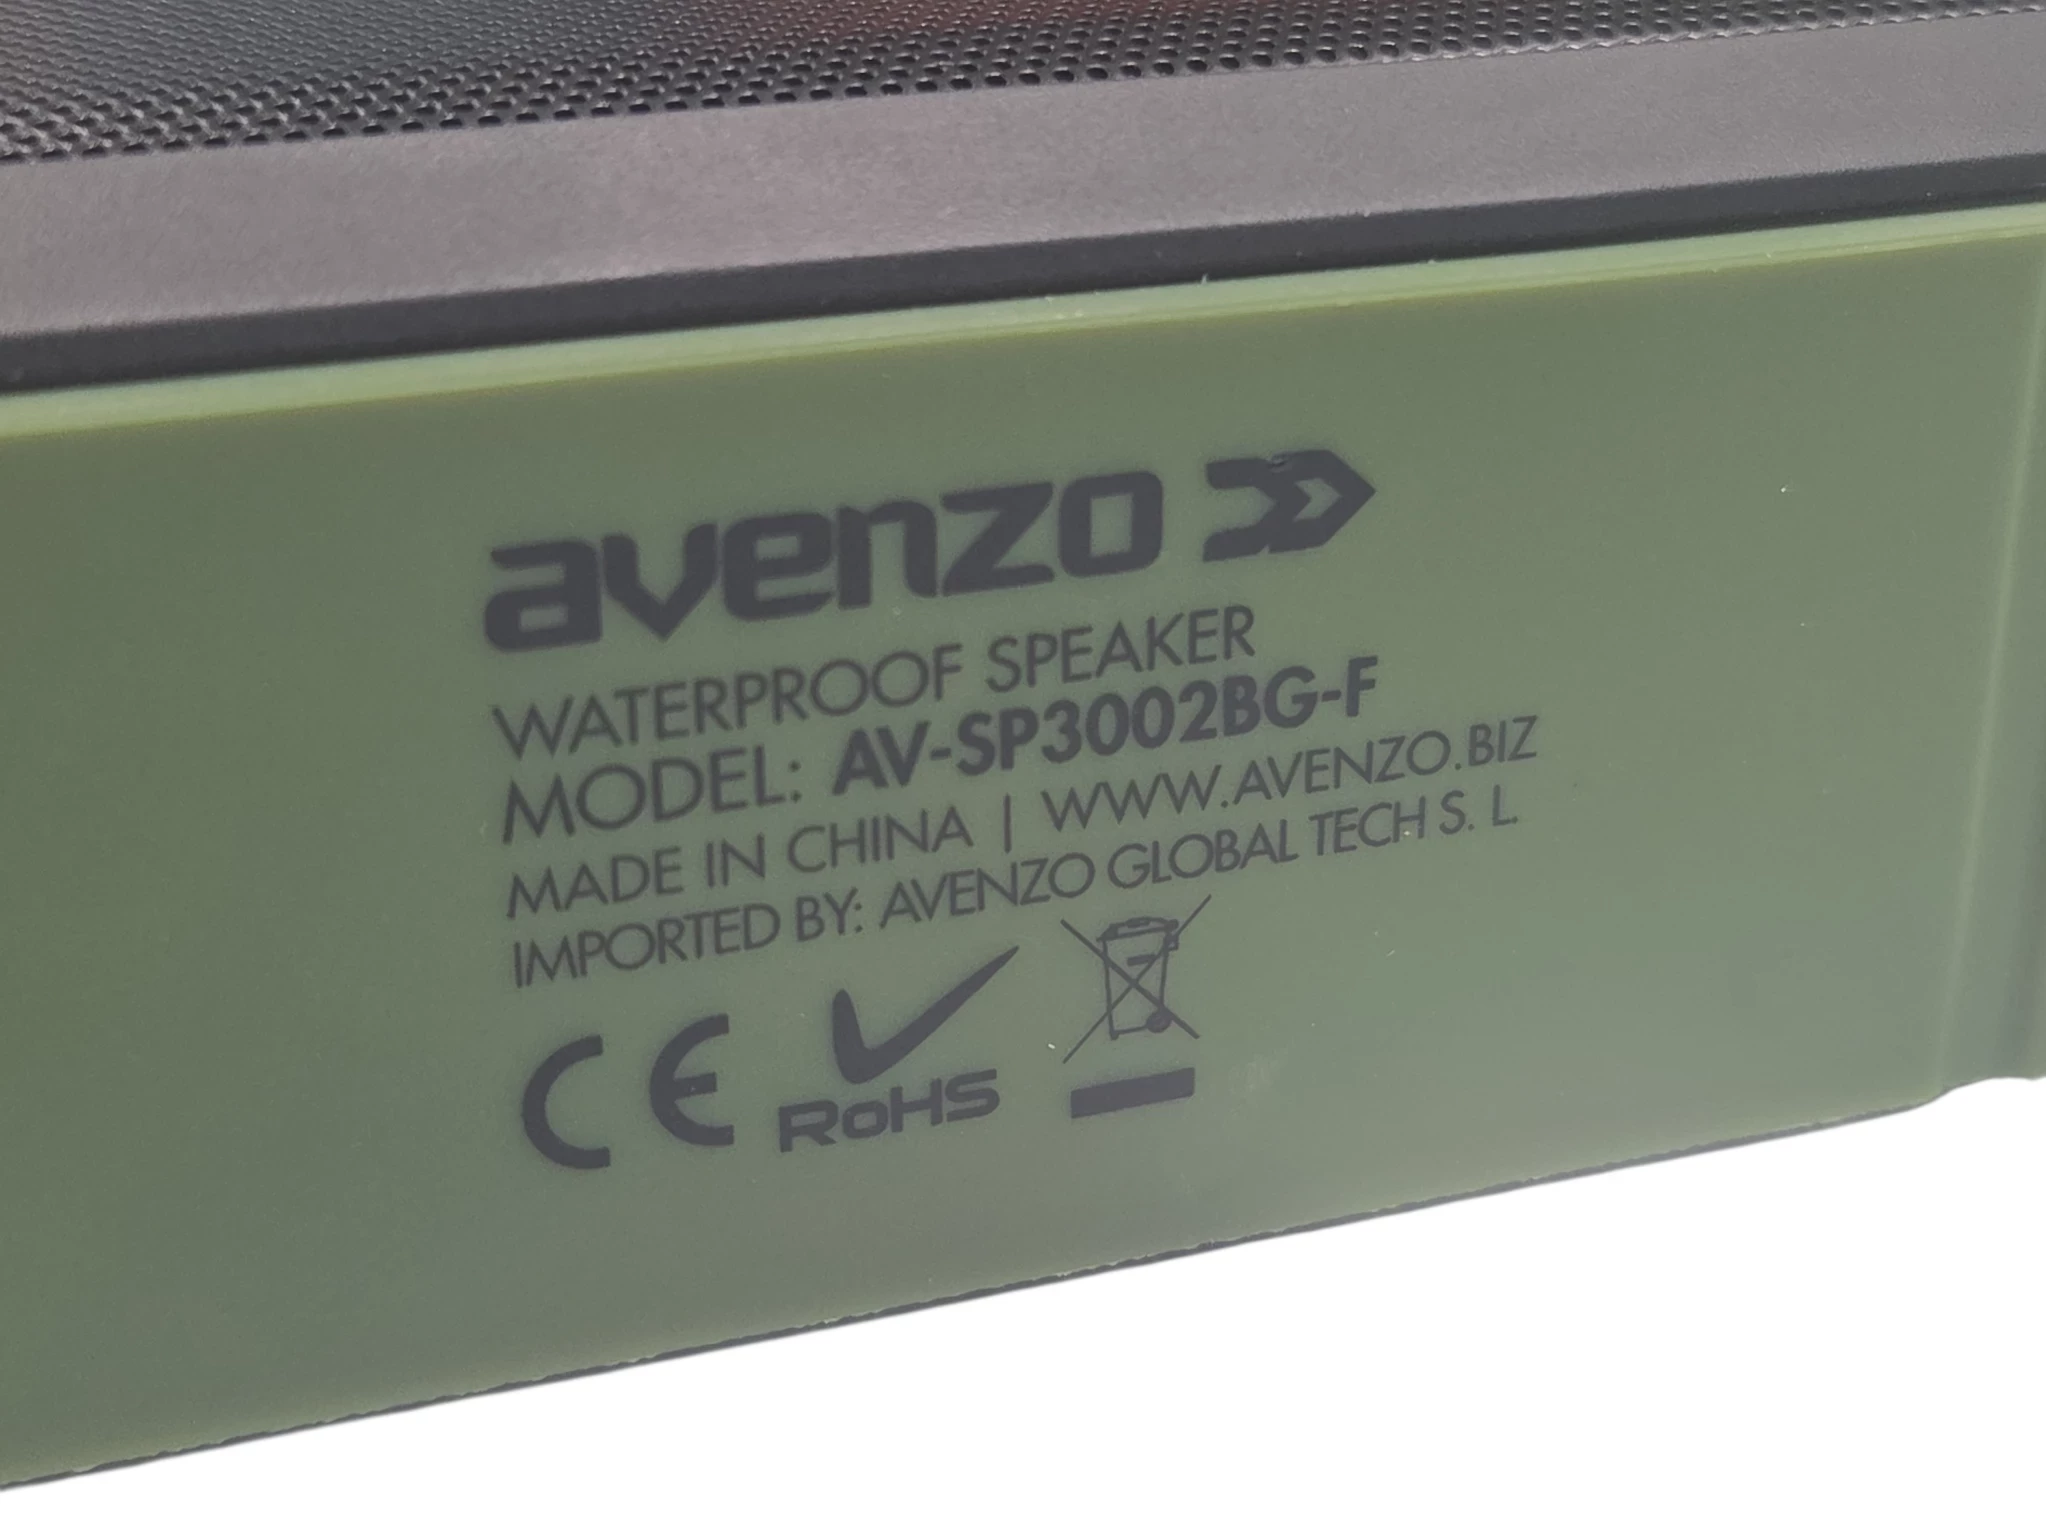 avenzo
WATERPROOF SPEAKER
MODEL: AV-SP3002BG-F
MADE IN CHINA | WWW.AVENZO.BIZ
IMPORTED BY: AVENZO GLOBAL TECH S. L.
CE RoHS